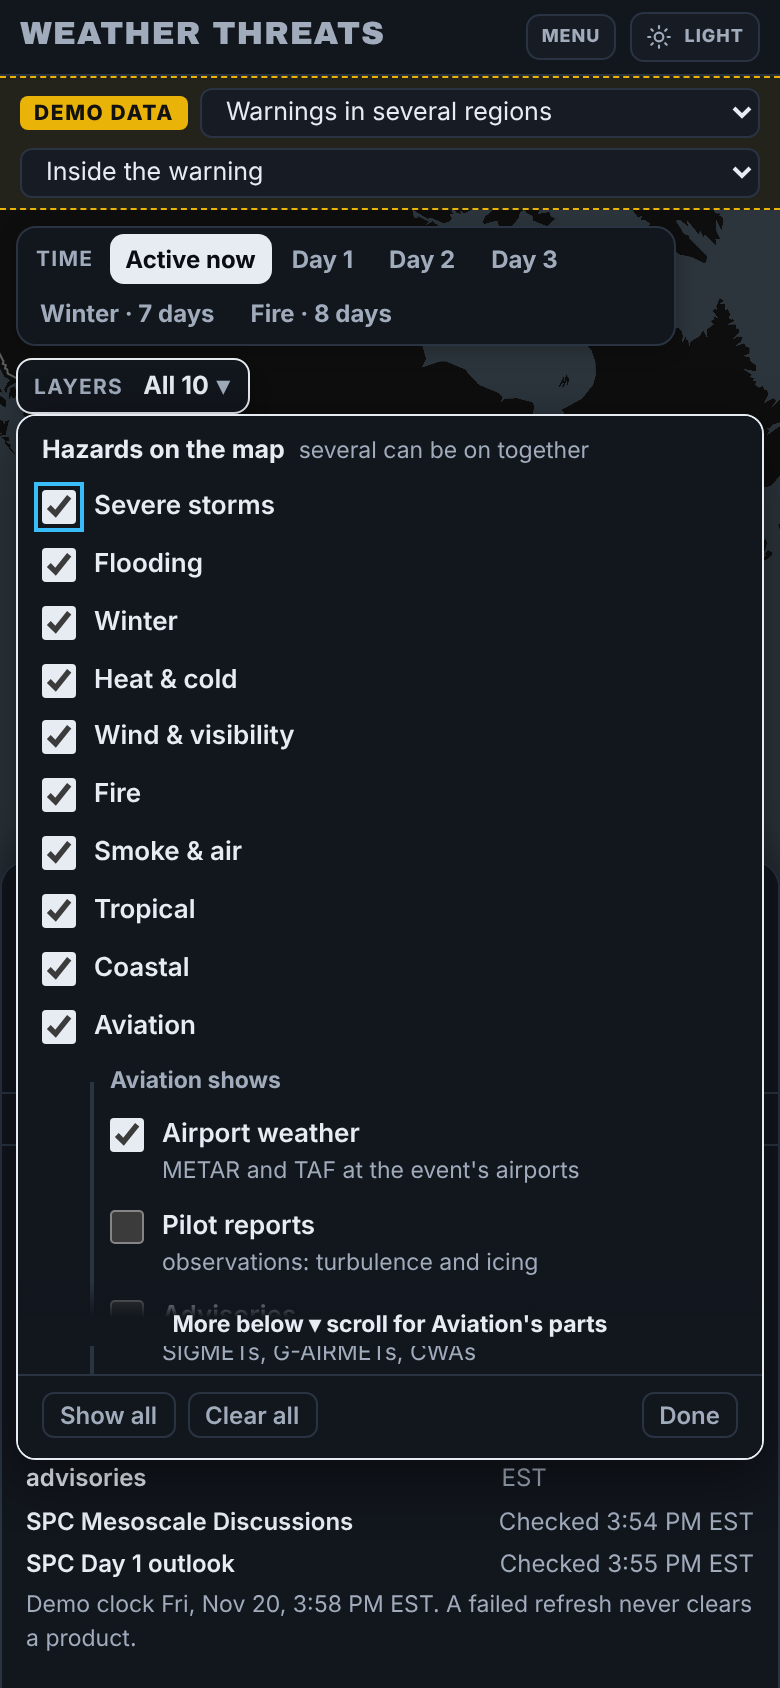 WEATHER THREATS
MENU
LIGHT
DEMO DATA
Warnings in several regions
Inside the warning
TIME
Active now
Day 1
Day 2
Day 3
Winter · 7 days
Fire · 8 days
LAYERS All 10 ▾
Hazards on the map several can be on together
Severe storms
Flooding
Winter
Heat & cold
Wind & visibility
Fire
Smoke & air
Tropical
Coastal
Aviation
Aviation shows
Airport weather
METAR and TAF at the event's airports
Pilot reports
observations: turbulence and icing
Advisories
More below ▾ scroll for Aviation's parts
SIGMETs, G-AIRMETs, CWAs
Show all
Clear all
Done
advisories
EST
SPC Mesoscale Discussions
Checked 3:54 PM EST
SPC Day 1 outlook
Checked 3:55 PM EST
Demo clock Fri, Nov 20, 3:58 PM EST. A failed refresh never clears
a product.